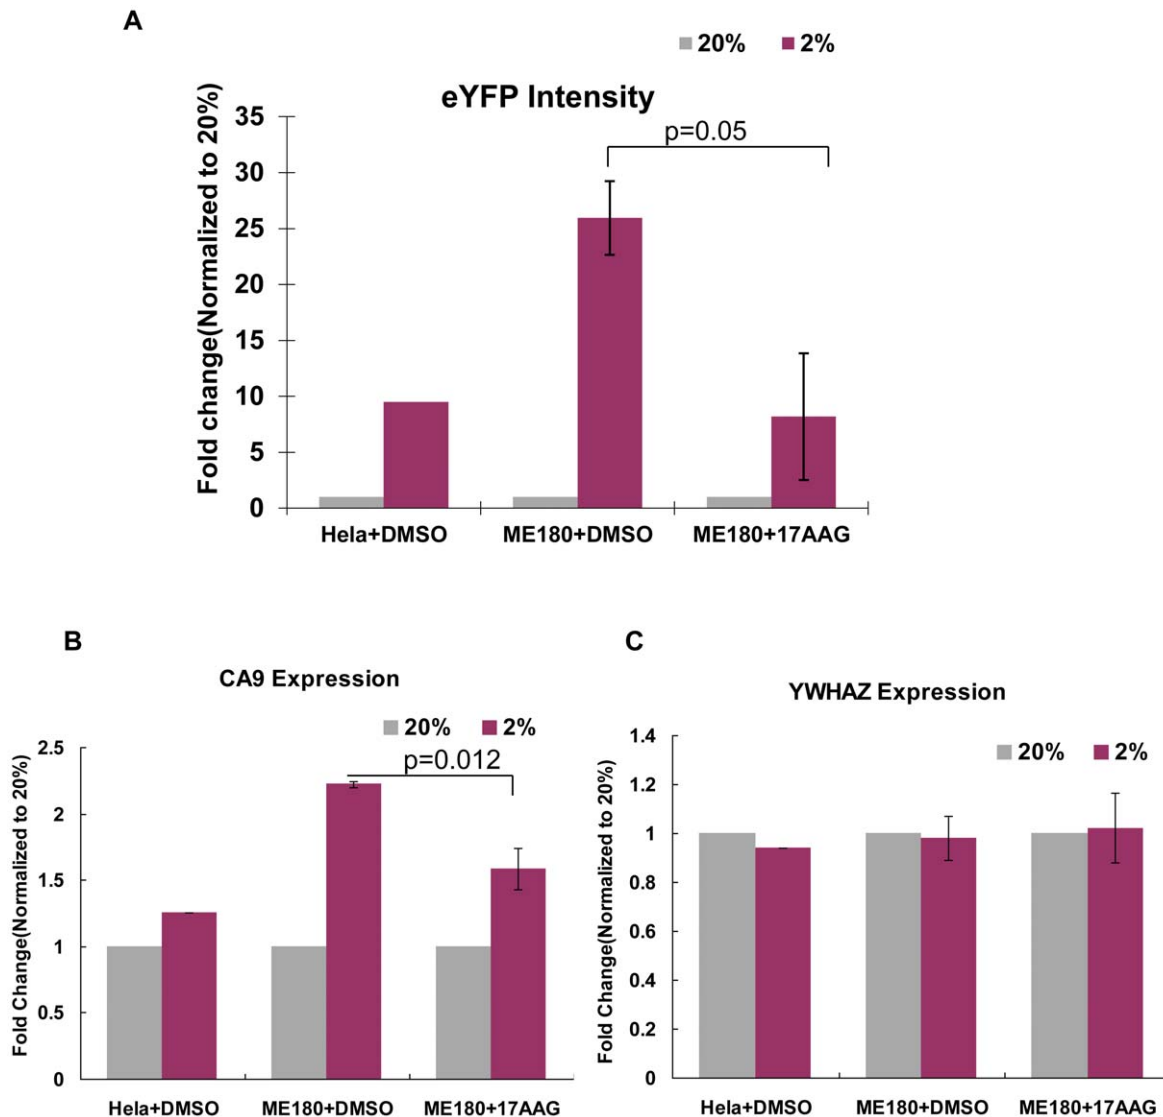 A
20% 2%
eYFP Intensity
p=0.05
Fold change(Normalized to 20%)
35
30
25
20
15
10
5
0
Hela+DMSO ME180+DMSO ME180+17AAG
B
CA9 Expression
20% 2%
p=0.012
Fold Change(Normalized to 20%)
2.5
2
1.5
1
0.5
0
Hela+DMSO ME180+DMSO ME180+17AAG
C
YWHAZ Expression
20% 2%
Fold Change(Normalized to 20%)
1.4
1.2
1
0.8
0.6
0.4
0.2
0
Hela+DMSO ME180+DMSO ME180+17AAG